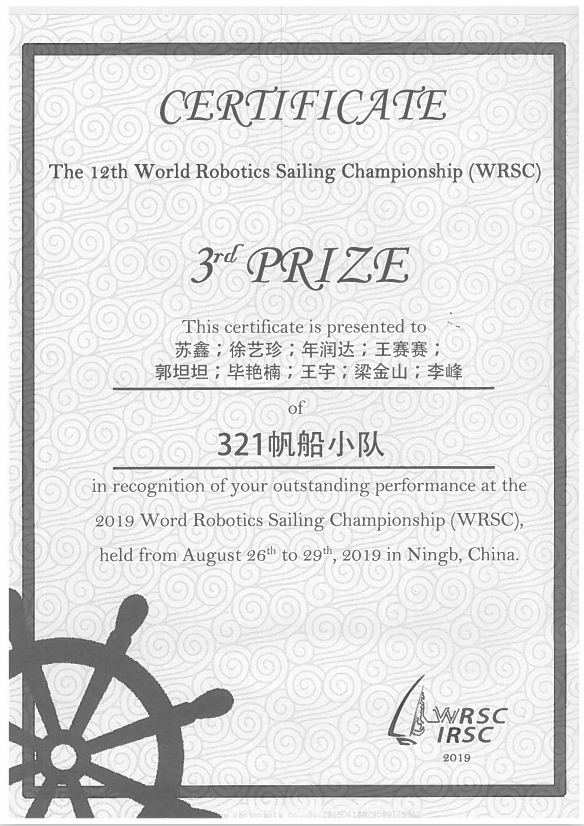 CERTIFICATE
The 12th World Robotics Sailing Championship (WRSC)
3rd PRIZE
This certificate is presented to
苏鑫；徐艺珍；年润达；王赛赛；
郭坦坦；毕艳楠；王宇；梁金山；李峰
of
321帆船小队
in recognition of your outstanding performance at the
2019 Word Robotics Sailing Championship (WRSC),
held from August 26th to 29th, 2019 in Ningb, China.
WRSC
IRSC
2019